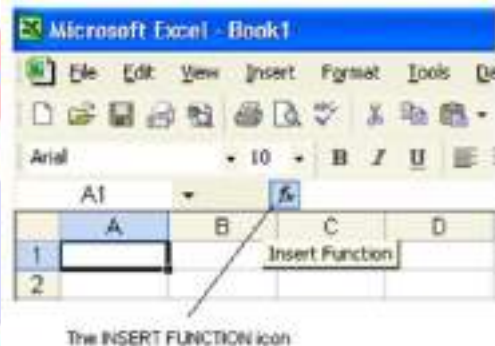 Microsoft Excel - Book1
File Edit View Insert Format Tools Da
Arial 10 B I U
A1 fx
A B C D
1 Insert Function
2
The INSERT FUNCTION icon